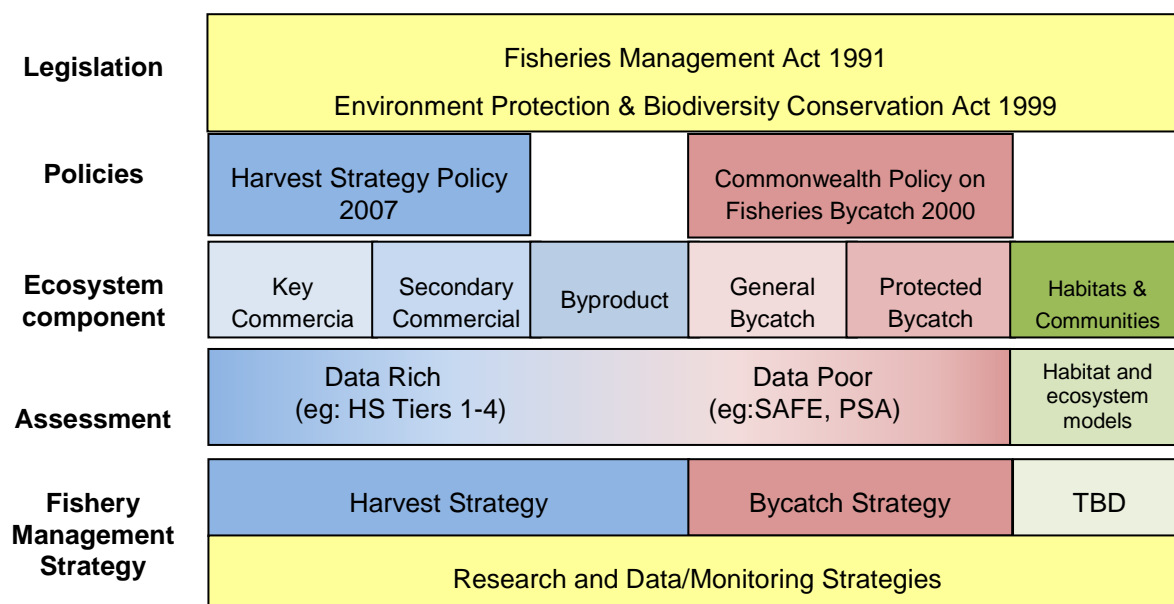 Legislation
Fisheries Management Act 1991
Environment Protection & Biodiversity Conservation Act 1999
Policies
Harvest Strategy Policy
2007
Commonwealth Policy on
Fisheries Bycatch 2000
Ecosystem
component
Key
Commercia
Secondary
Commercial
Byproduct
General
Bycatch
Protected
Bycatch
Habitats &
Communities
Assessment
Data Rich
(eg: HS Tiers 1-4)
Data Poor
(eg:SAFE, PSA)
Habitat and
ecosystem
models
Fishery
Management
Strategy
Harvest Strategy
Bycatch Strategy
TBD
Research and Data/Monitoring Strategies